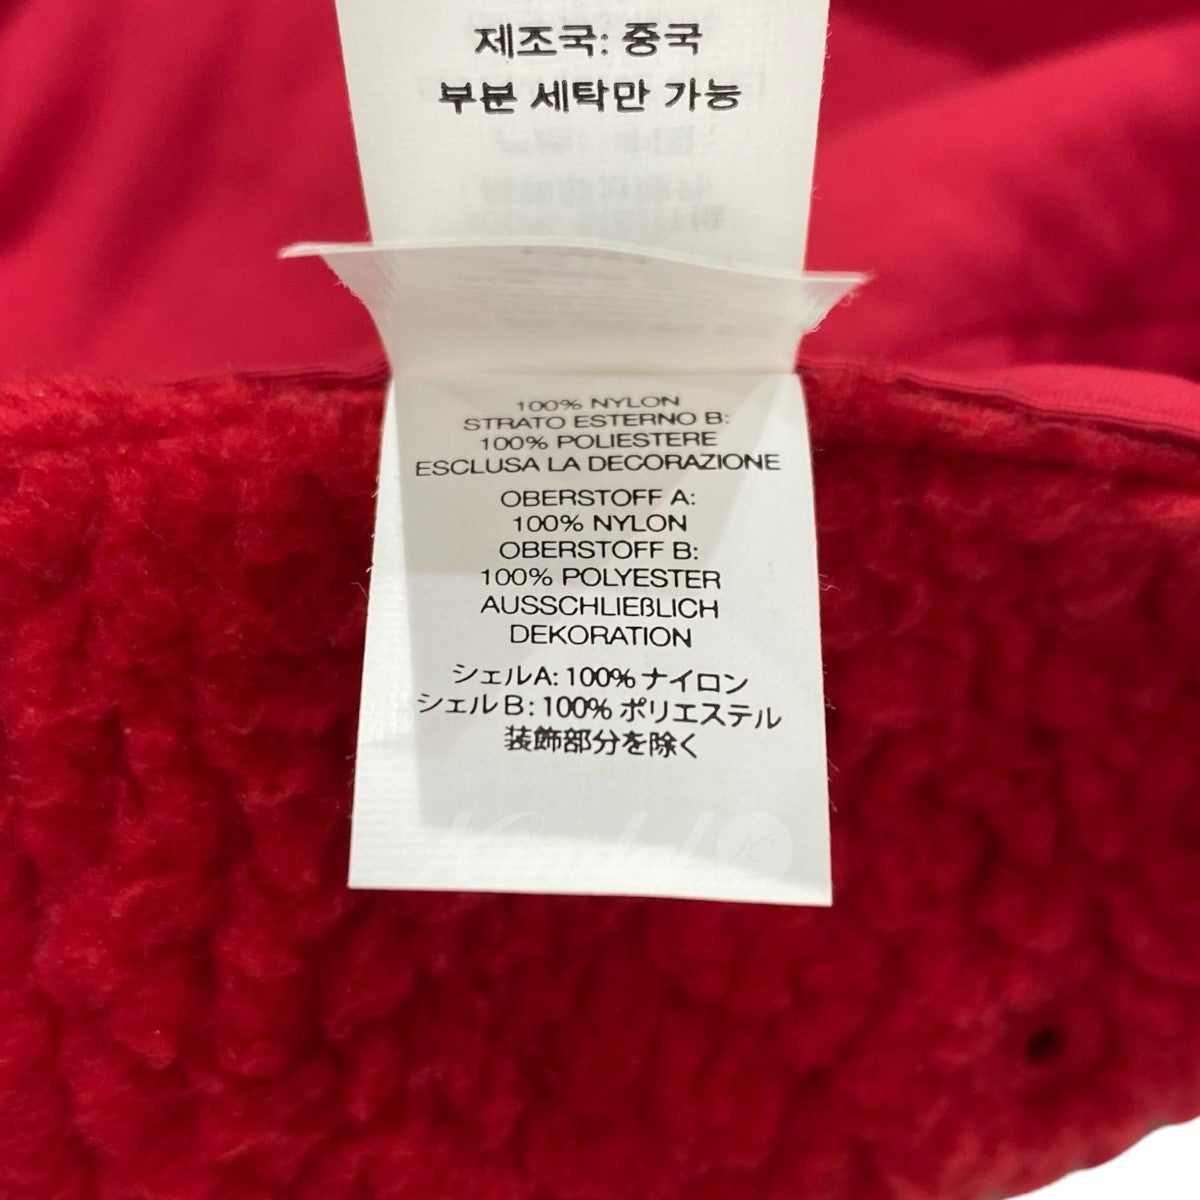 제조국: 중국
부분 세탁만 가능
100% NYLON
STRATO ESTERNO B:
100% POLIESTERE
ESCLUSA LA DECORAZIONE
OBERSTOFF A:
100% NYLON
OBERSTOFF B:
100% POLYESTER
AUSSCHLIEßLICH
DEKORATION
シェルA: 100% ナイロン
シェルB: 100% ポリエステル
装飾部分を除く
Kindal K